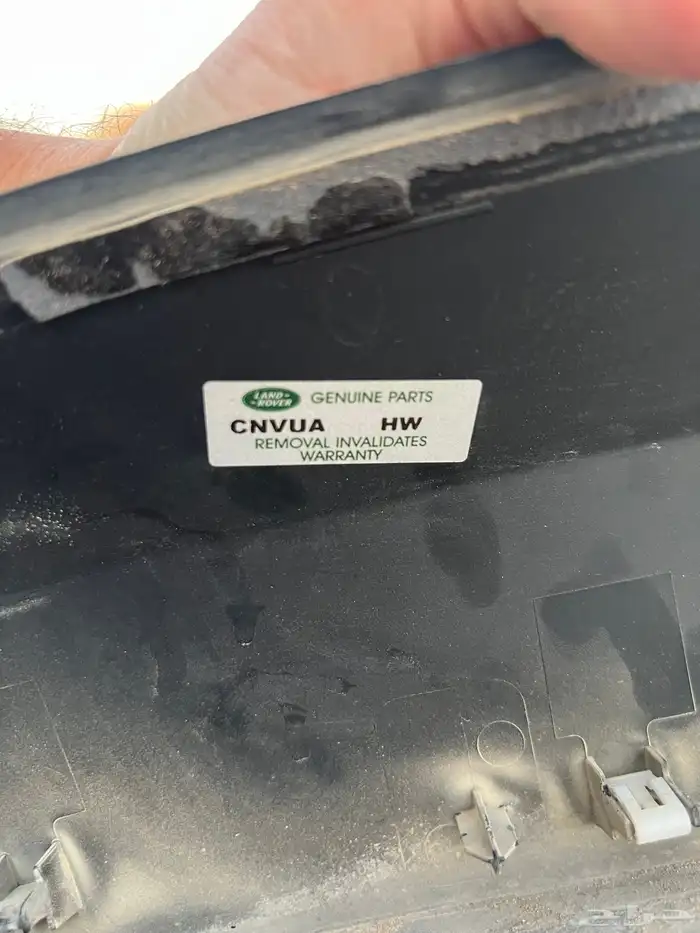 LAND-
-ROVER
GENUINE PARTS
CNVUA HW
REMOVAL INVALIDATES
WARRANTY